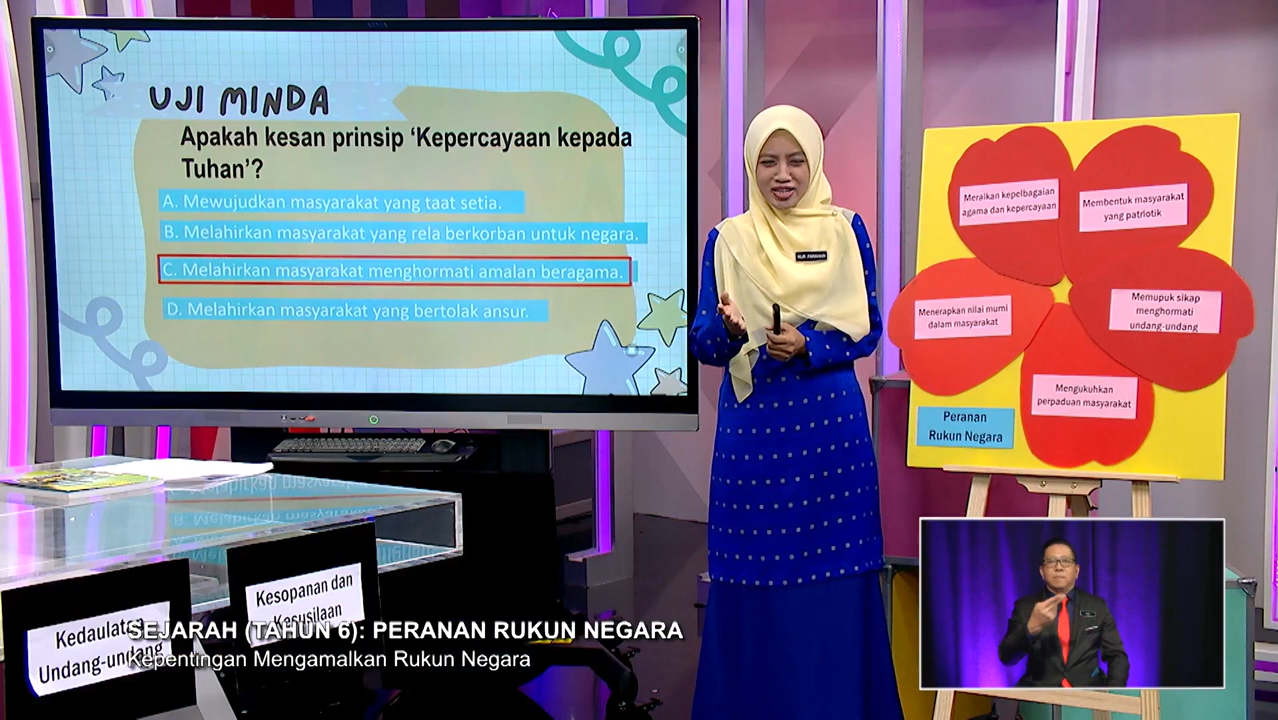 UJI MINDA
Apakah kesan prinsip ‘Kepercayaan kepada
Tuhan’?
A. Mewujudkan masyarakat yang taat setia.
B. Melahirkan masyarakat yang rela berkorban untuk negara.
C. Melahirkan masyarakat menghormati amalan beragama.
D. Melahirkan masyarakat yang bertolak ansur.
Meraikan kepelbagaian
agama dan kepercayaan
Membentuk masyarakat
yang patriotik
Menerapkan nilai murni
dalam masyarakat
Memupuk sikap
menghormati
undang-undang
Mengukuhkan
perpaduan masyarakat
Peranan
Rukun Negara
Kedaulatan
Undang-undang
Kesopanan dan
Kesusilaan
SEJARAH (TAHUN 6): PERANAN RUKUN NEGARA
Kepentingan Mengamalkan Rukun Negara